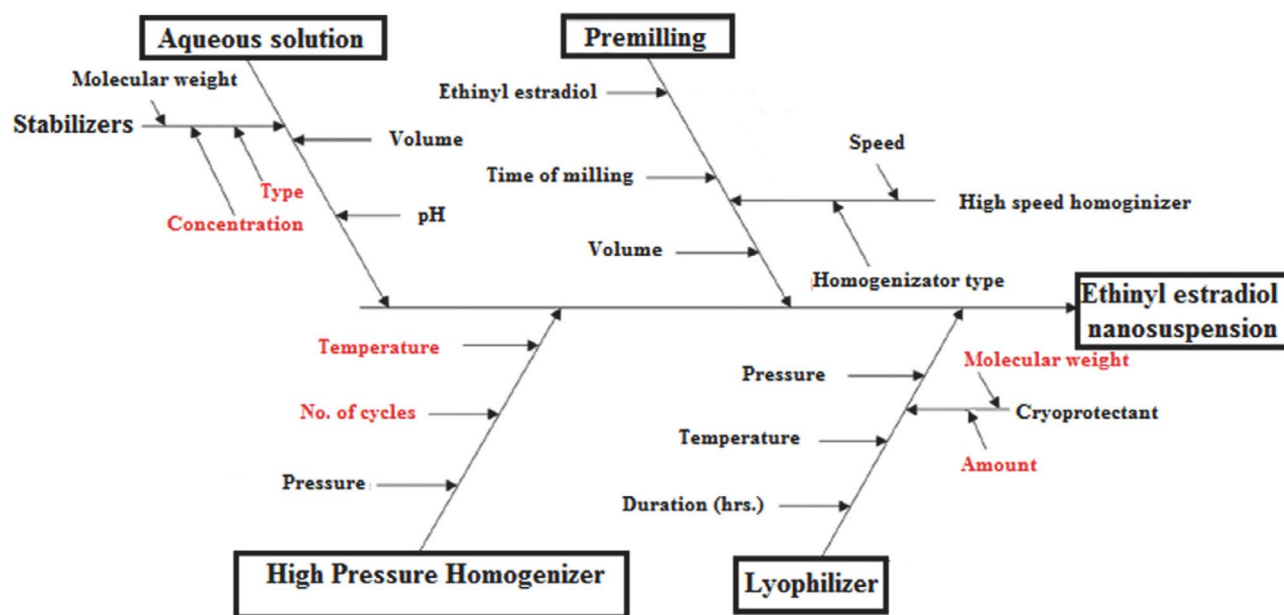 Aqueous solution
Premilling
Molecular weight
Ethinyl estradiol
Stabilizers
Volume
Speed
Type
Time of milling
Concentration
pH
High speed homoginizer
Volume
Homogenizator type
Ethinyl estradiol
nanosuspension
Temperature
Molecular weight
Pressure
No. of cycles
Cryoprotectant
Temperature
Amount
Pressure
Duration (hrs.)
High Pressure Homogenizer
Lyophilizer